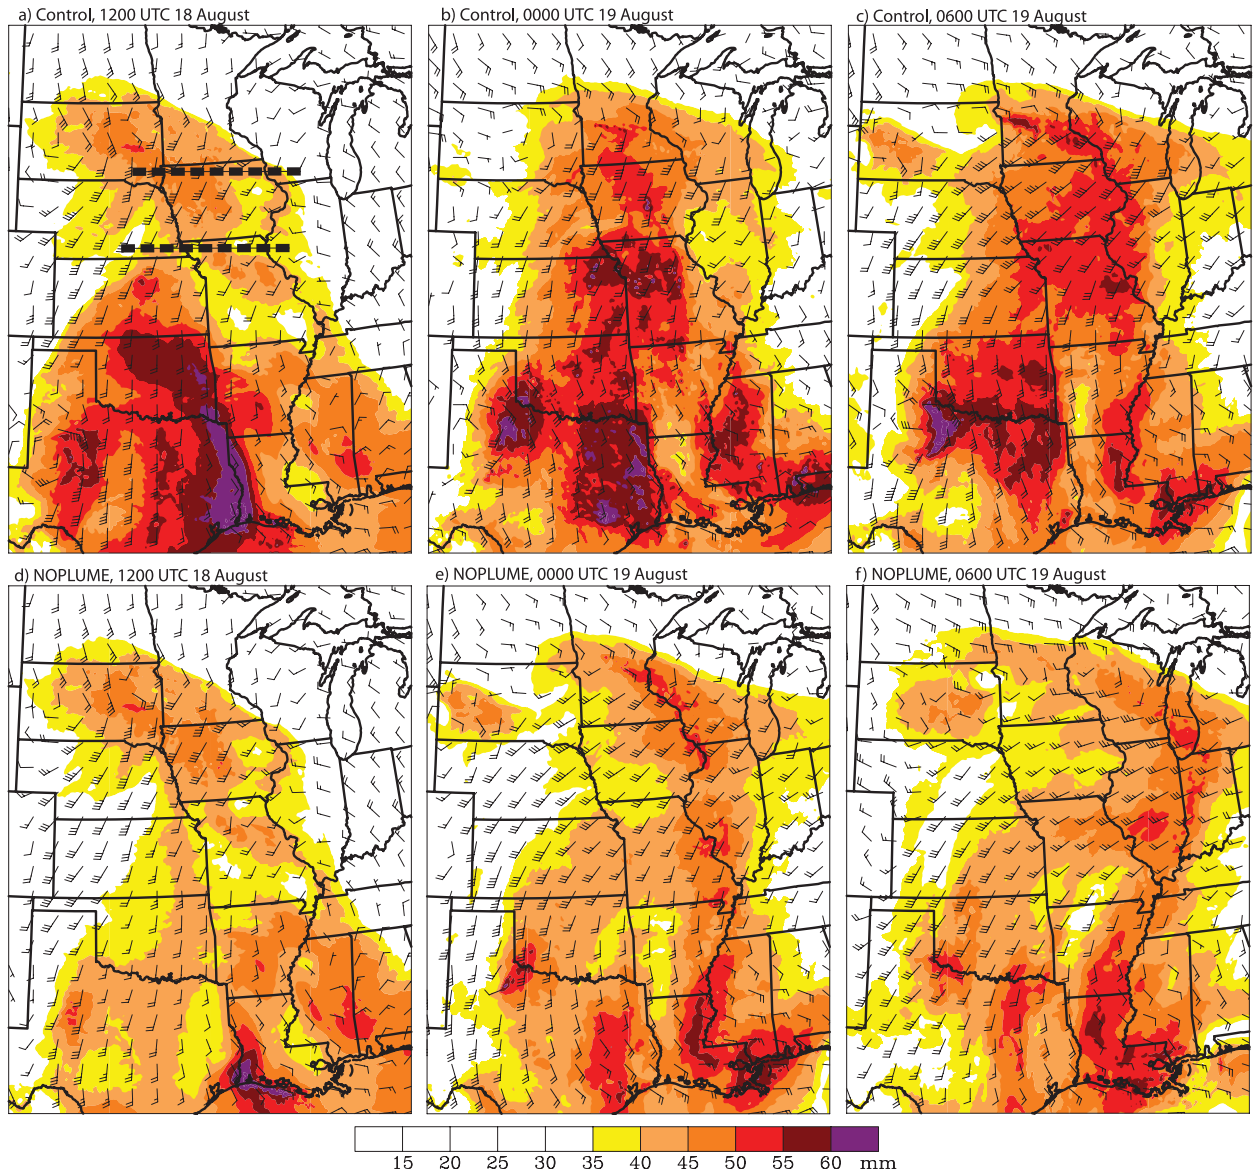 a) Control, 1200 UTC 18 August
b) Control, 0000 UTC 19 August
c) Control, 0600 UTC 19 August
d) NOPLUME, 1200 UTC 18 August
e) NOPLUME, 0000 UTC 19 August
f) NOPLUME, 0600 UTC 19 August
15 20 25 30 35 40 45 50 55 60 mm